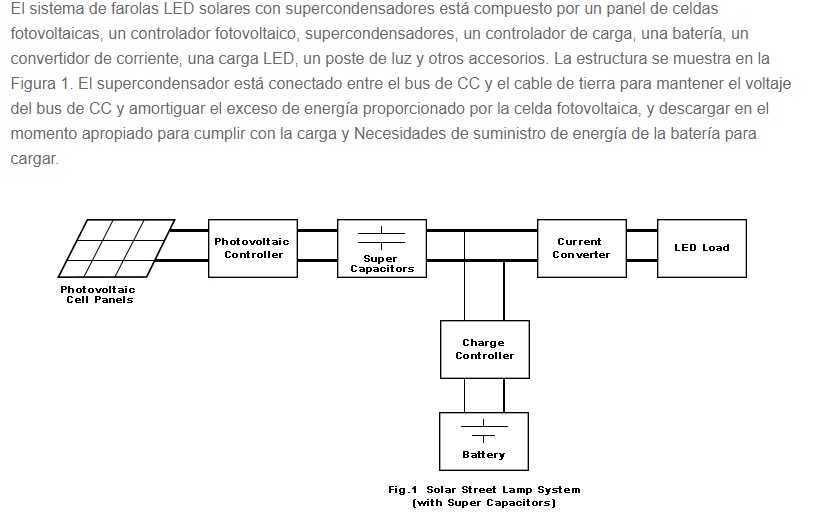 El sistema de farolas LED solares con supercondensadores está compuesto por un panel de celdas
fotovoltaicas, un controlador fotovoltaico, supercondensadores, un controlador de carga, una batería, un
convertidor de corriente, una carga LED, un poste de luz y otros accesorios. La estructura se muestra en la
Figura 1. El supercondensador está conectado entre el bus de CC y el cable de tierra para mantener el voltaje
del bus de CC y amortiguar el exceso de energía proporcionado por la celda fotovoltaica, y descargar en el
momento apropiado para cumplir con la carga y Necesidades de suministro de energía de la batería para
cargar.
Photovoltaic
Cell Panels
Photovoltaic
Controller
Super
Capacitors
Current
Converter
LED Load
Charge
Controller
Battery
Fig.1 Solar Street Lamp System
(with Super Capacitors)